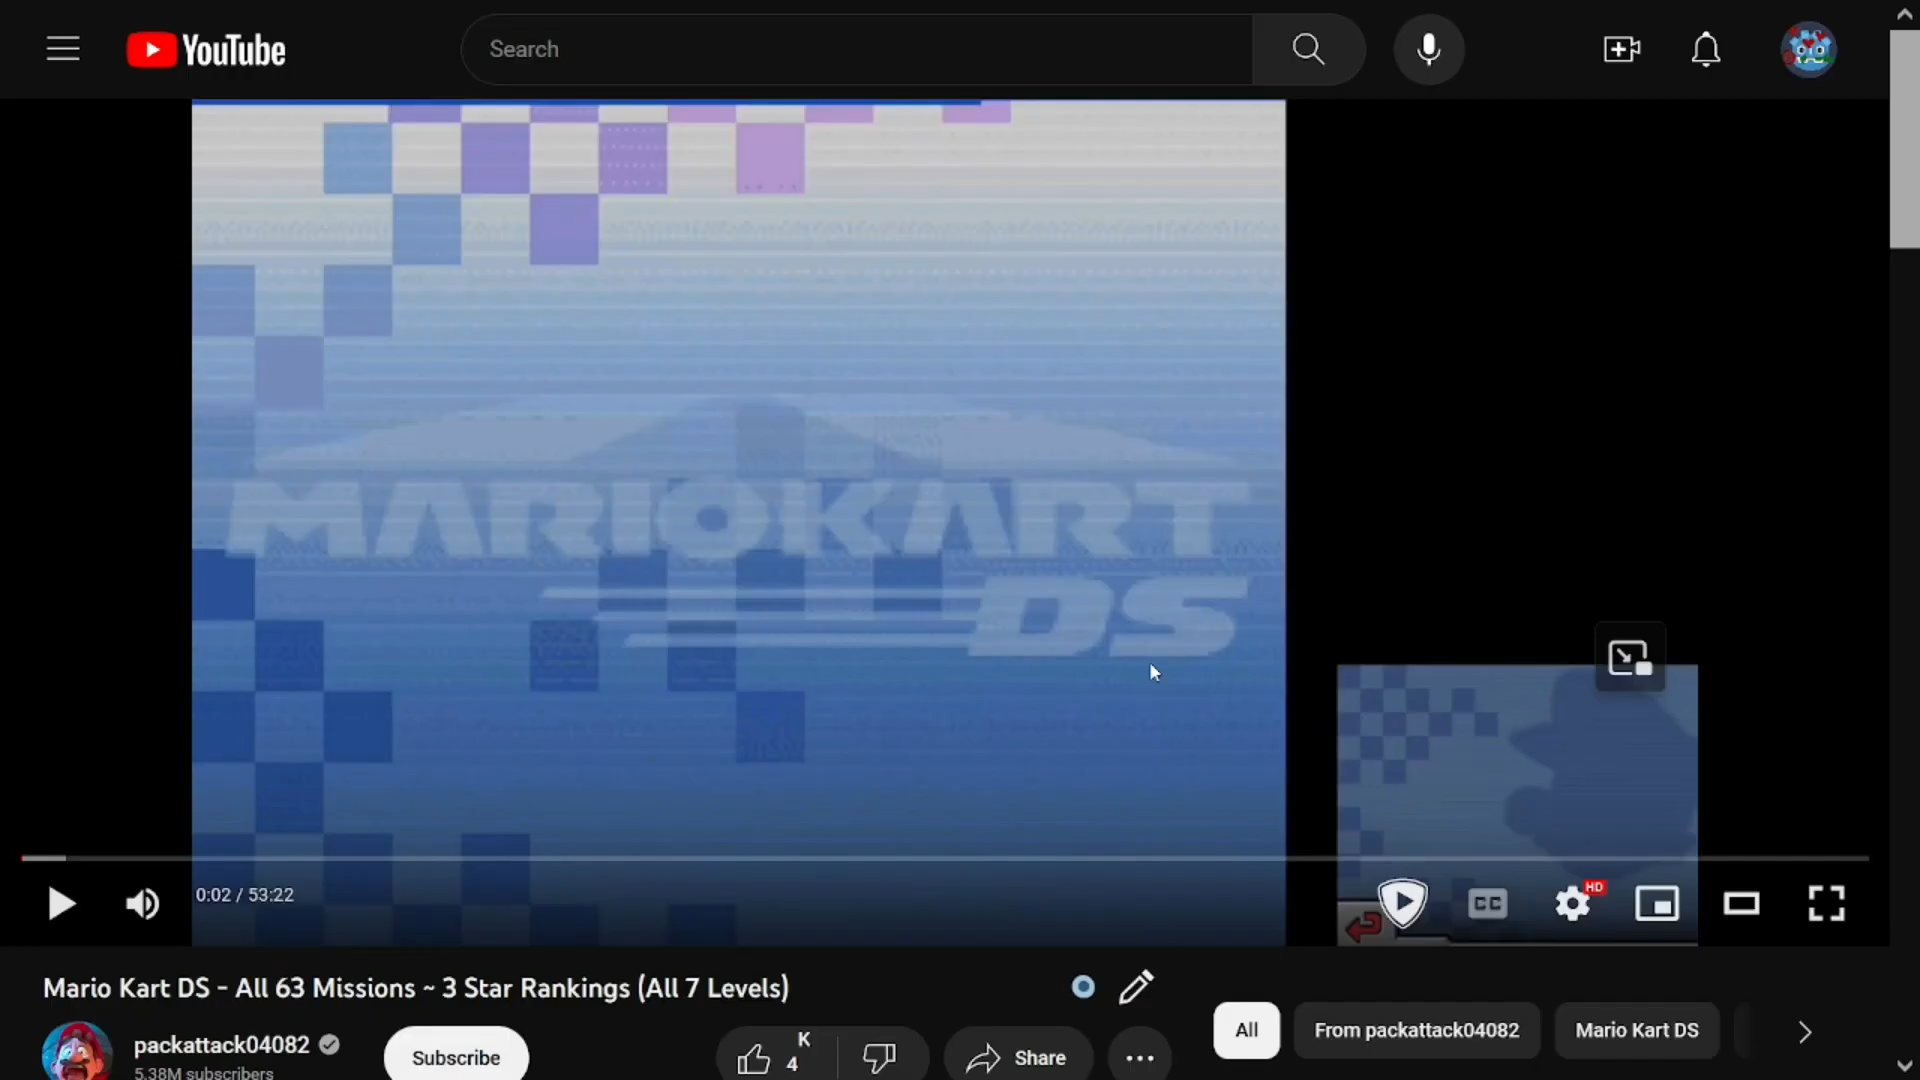 YouTube
Search
MARIOKART
DS
0:02 / 53:22
CC
HD
Mario Kart DS - All 63 Missions ~ 3 Star Rankings (All 7 Levels)
All
From packattack04082
Mario Kart DS
packattack04082
5.38M subscribers
Subscribe
4
K
Share